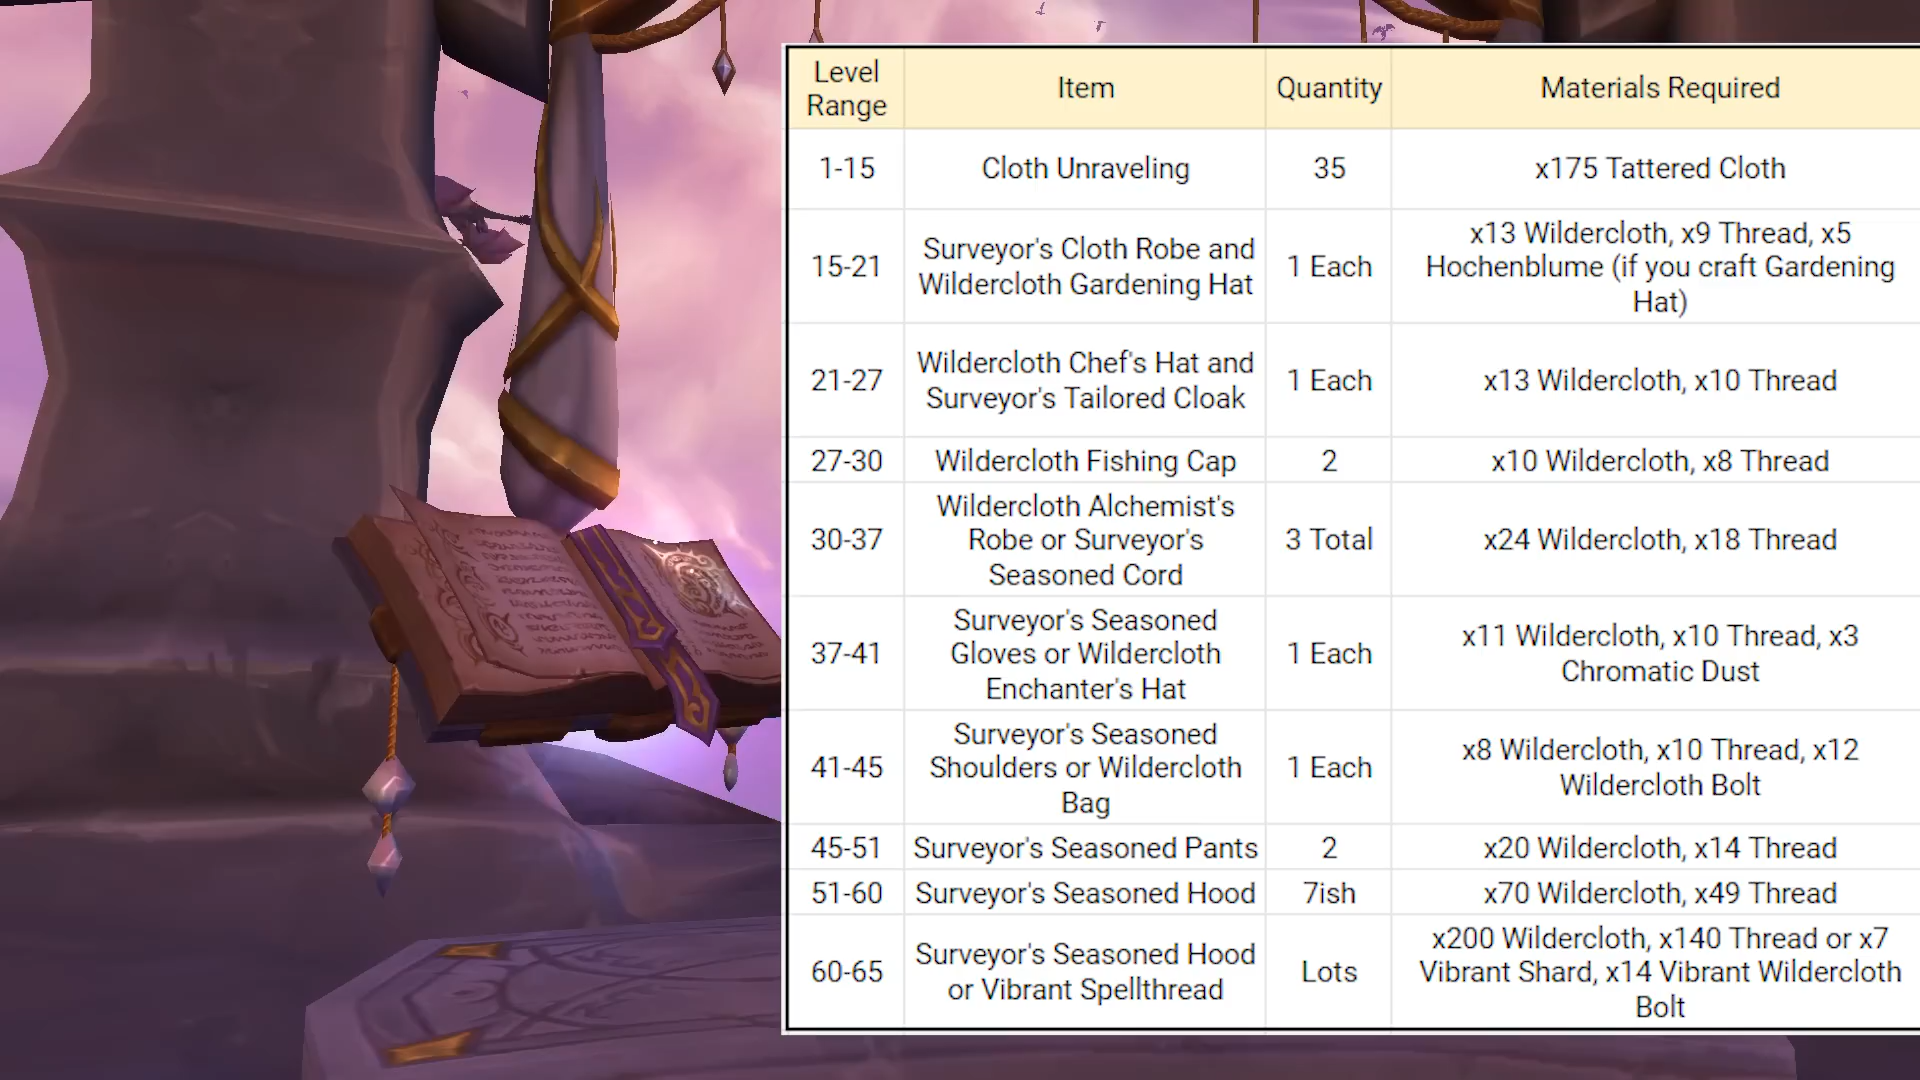 Level
Range
Item
Quantity
Materials Required
1-15
Cloth Unraveling
35
x175 Tattered Cloth
15-21
Surveyor's Cloth Robe and
Wildercloth Gardening Hat
1 Each
x13 Wildercloth, x9 Thread, x5
Hochenblume (if you craft Gardening
Hat)
21-27
Wildercloth Chef's Hat and
Surveyor's Tailored Cloak
1 Each
x13 Wildercloth, x10 Thread
27-30
Wildercloth Fishing Cap
2
x10 Wildercloth, x8 Thread
30-37
Wildercloth Alchemist's
Robe or Surveyor's
Seasoned Cord
3 Total
x24 Wildercloth, x18 Thread
37-41
Surveyor's Seasoned
Gloves or Wildercloth
Enchanter's Hat
1 Each
x11 Wildercloth, x10 Thread, x3
Chromatic Dust
41-45
Surveyor's Seasoned
Shoulders or Wildercloth
Bag
1 Each
x8 Wildercloth, x10 Thread, x12
Wildercloth Bolt
45-51
Surveyor's Seasoned Pants
2
x20 Wildercloth, x14 Thread
51-60
Surveyor's Seasoned Hood
7ish
x70 Wildercloth, x49 Thread
60-65
Surveyor's Seasoned Hood
or Vibrant Spellthread
Lots
x200 Wildercloth, x140 Thread or x7
Vibrant Shard, x14 Vibrant Wildercloth
Bolt